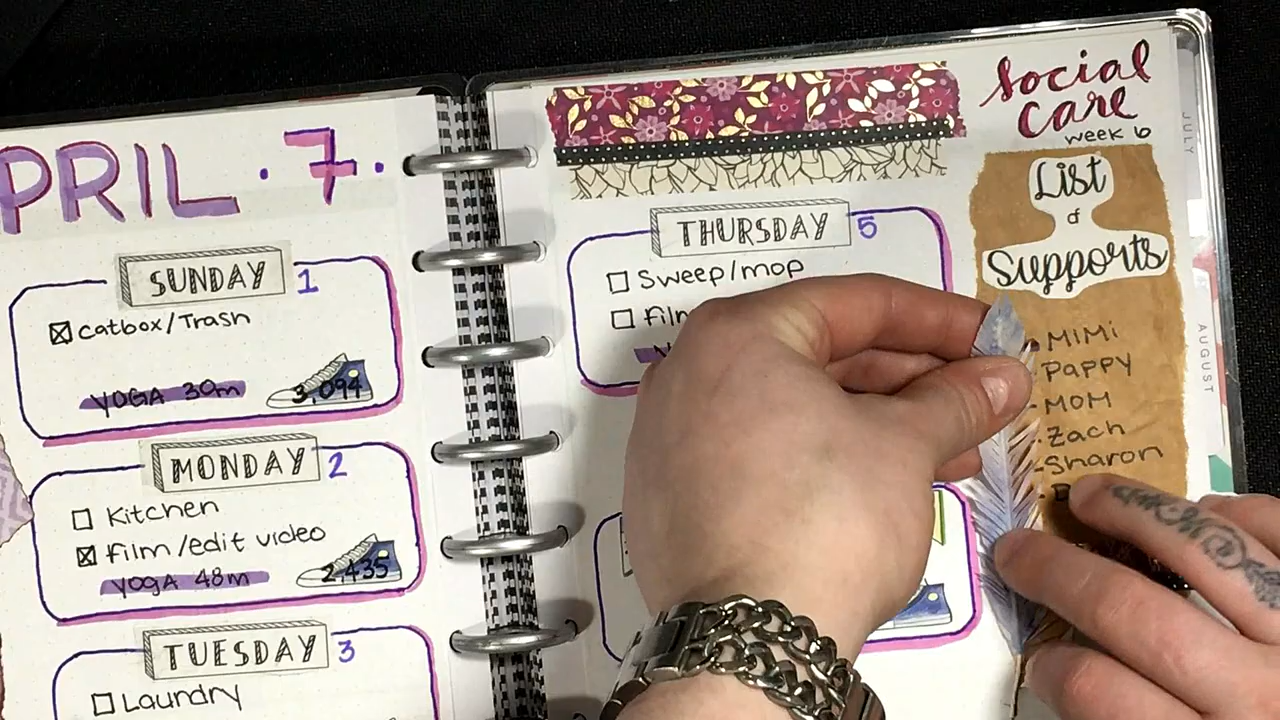 PRIL . 7.
SUNDAY 1
catbox/Trash
YOGA 30m 3,094
MONDAY 2
Kitchen
film/edit video
YOGA 48m 2,435
TUESDAY 3
Laundry
THURSDAY 5
Sweep/mop
film
Social
care
week 6
List
of
Supports
MiMi
Pappy
MOM
Zach
Sharon
JULY
AUGUST